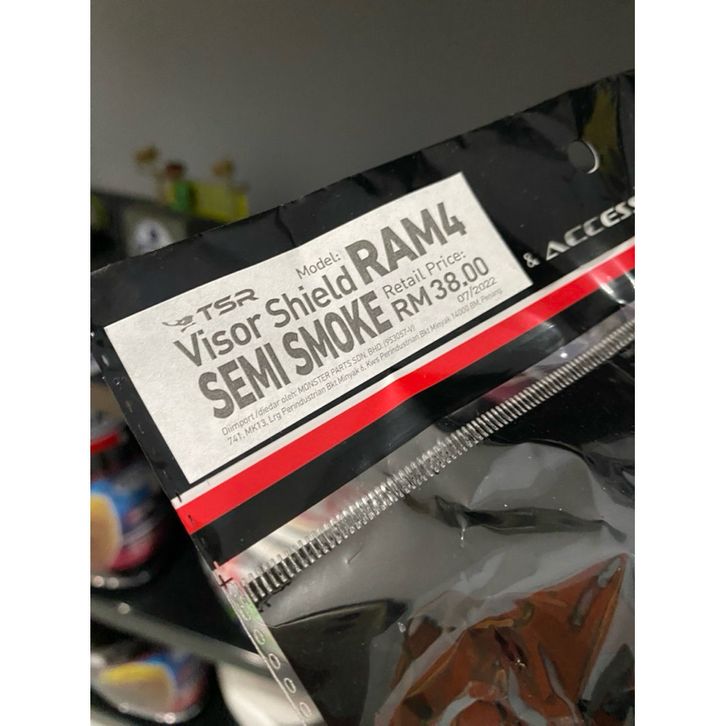 TSR
Model:
Visor Shield RAM4
SEMI SMOKE
Retail Price:
RM 38.00
07/2022
Diimport /diedar oleh: MONSTER PARTS SDN. BHD. (953057-V)
741, MK13, Lrg Perindustrian Bkt Minyak 6, Kws Perindustrian Bkt Minyak 14000 BM, Penang.
& ACCESS